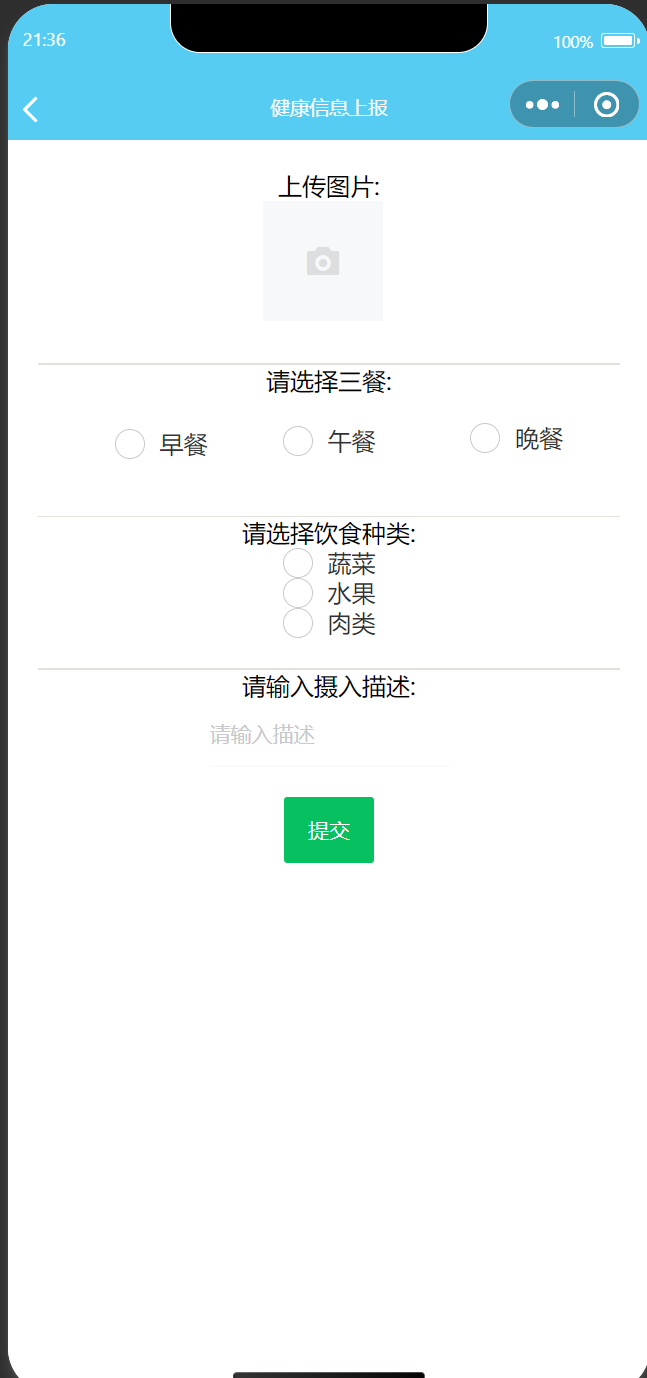 21:36
100%
健康信息上报
上传图片:
请选择三餐:
早餐 午餐 晚餐
请选择饮食种类:
蔬菜
水果
肉类
请输入摄入描述:
请输入描述
提交